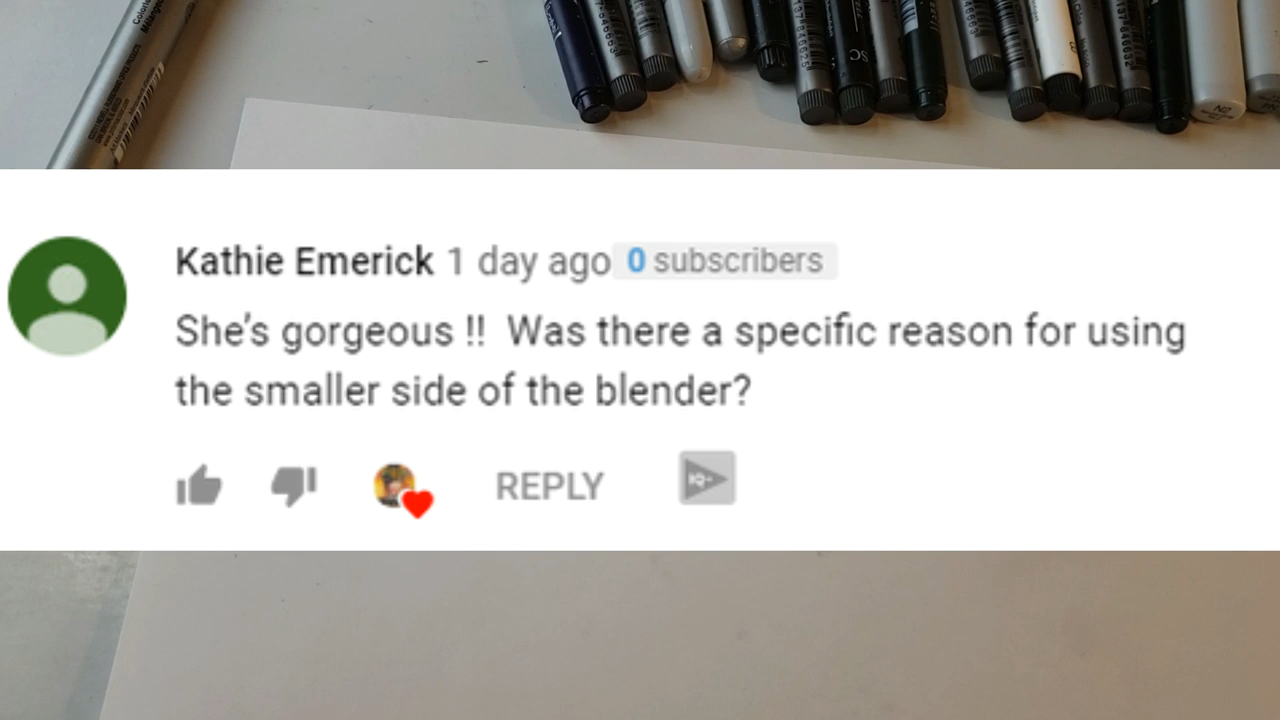 Kathie Emerick 1 day ago 0 subscribers
She's gorgeous !! Was there a specific reason for using
the smaller side of the blender?
REPLY